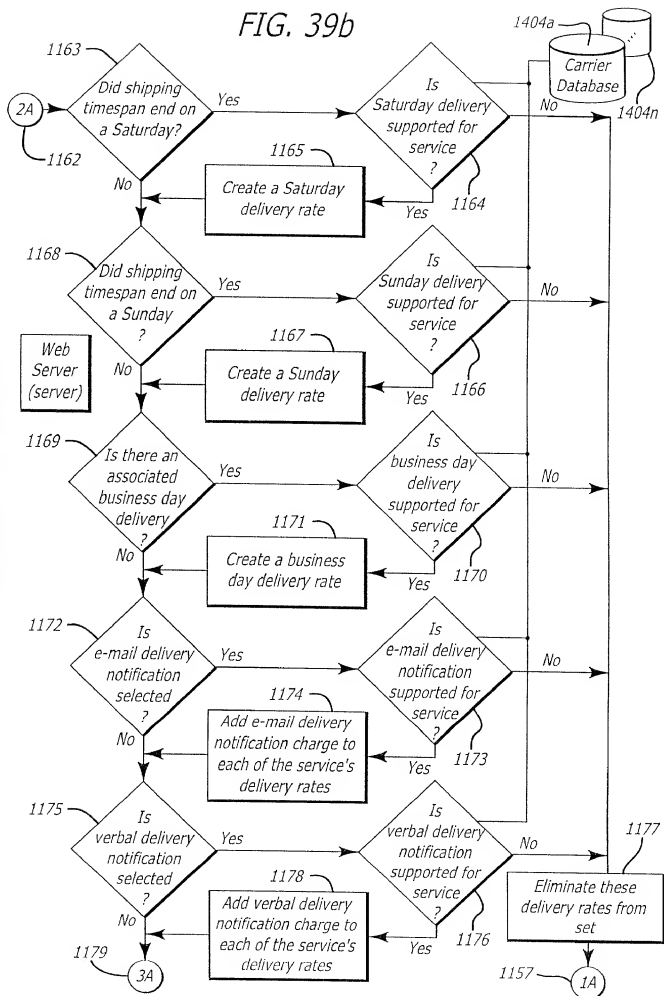 FIG. 39b
1404a
Carrier
Database
1404n
1163
2A
1162
Did shipping
timespan end on
a Saturday?
Yes
No
Is
Saturday delivery
supported for
service
?
No
Yes
1164
1165
Create a Saturday
delivery rate
1168
Did shipping
timespan end on
a Sunday
?
Yes
No
Is
Sunday delivery
supported for
service
?
No
Yes
1166
1167
Create a Sunday
delivery rate
Web
Server
(server)
1169
Is there an
associated
business day
delivery
?
Yes
No
Is
business day
delivery
supported for
service
?
No
Yes
1170
1171
Create a business
day delivery rate
1172
Is
e-mail delivery
notification
selected
?
Yes
No
Is
e-mail delivery
notification
supported for
service
?
No
Yes
1173
1174
Add e-mail delivery
notification charge to
each of the service's
delivery rates
1175
Is
verbal delivery
notification
selected
?
Yes
No
Is
verbal delivery
notification
supported for
service
?
No
Yes
1176
1177
Eliminate these
delivery rates from
set
1178
Add verbal delivery
notification charge to
each of the service's
delivery rates
1179
3A
1157
1A